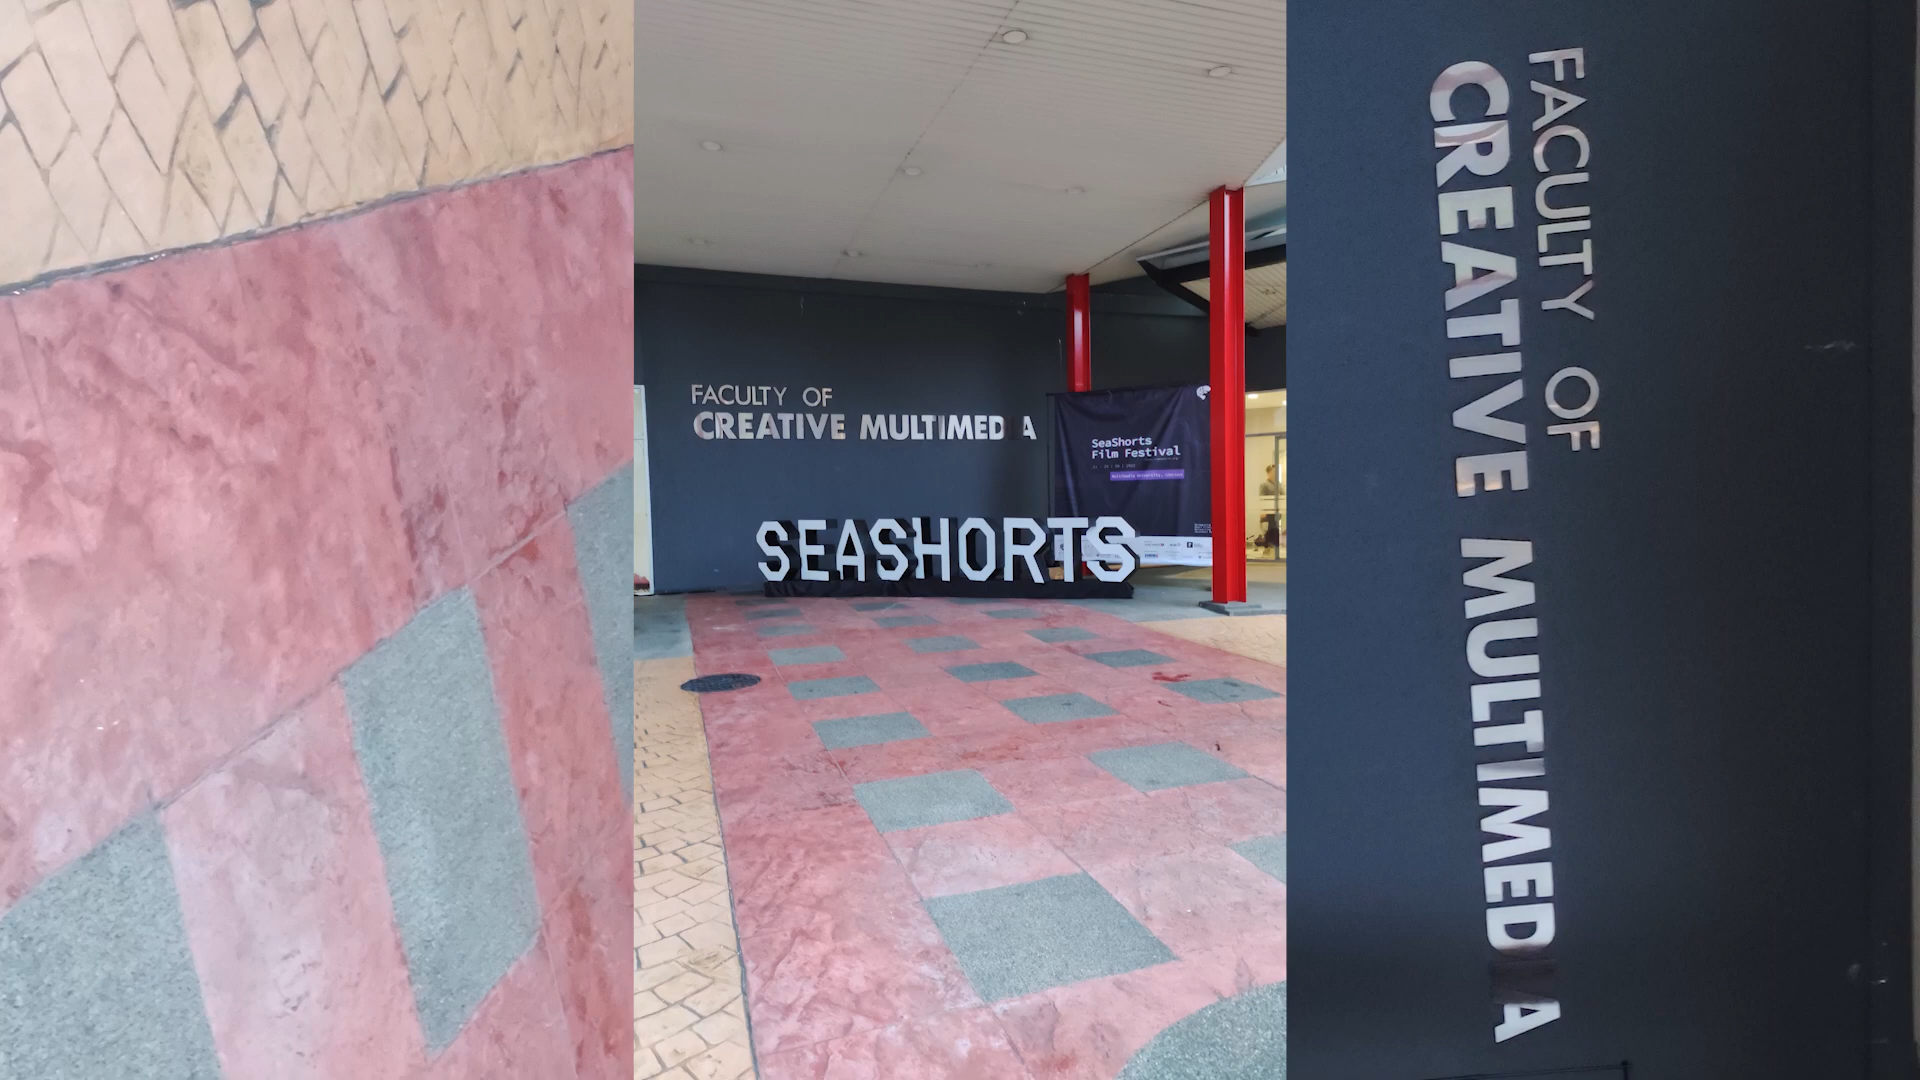 FACULTY OF
CREATIVE MULTIMEDIA
SeaShorts
Film Festival
SEASHORTS
FACULTY OF
CREATIVE MULTIMEDIA